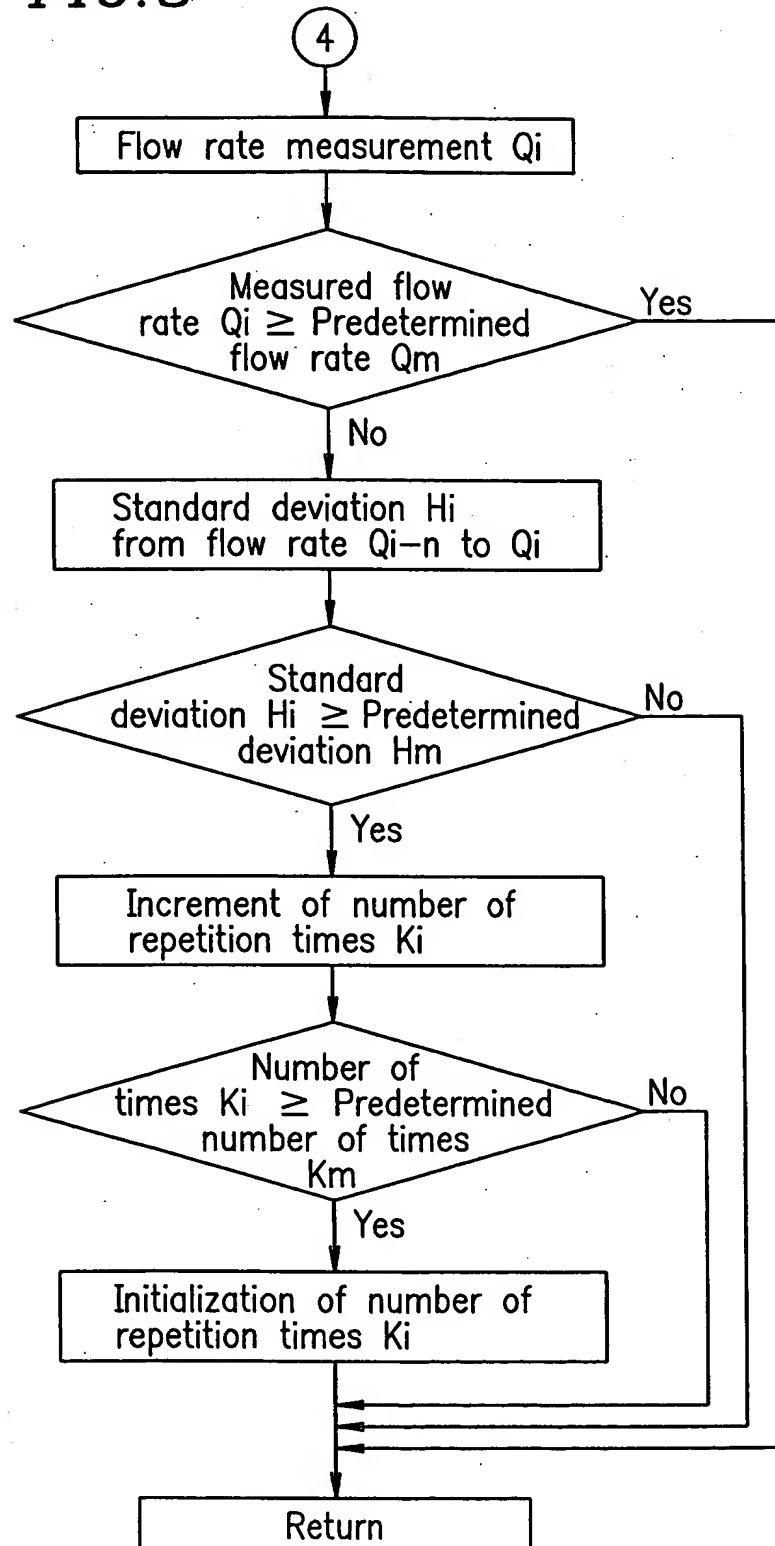 4
Flow rate measurement Qi
Measured flow
rate Qi ≥ Predetermined
flow rate Qm
Yes
No
Standard deviation Hi
from flow rate Qi–n to Qi
Standard
deviation Hi ≥ Predetermined
deviation Hm
No
Yes
Increment of number of
repetition times Ki
Number of
times Ki ≥ Predetermined
number of times
Km
No
Yes
Initialization of number of
repetition times Ki
Return